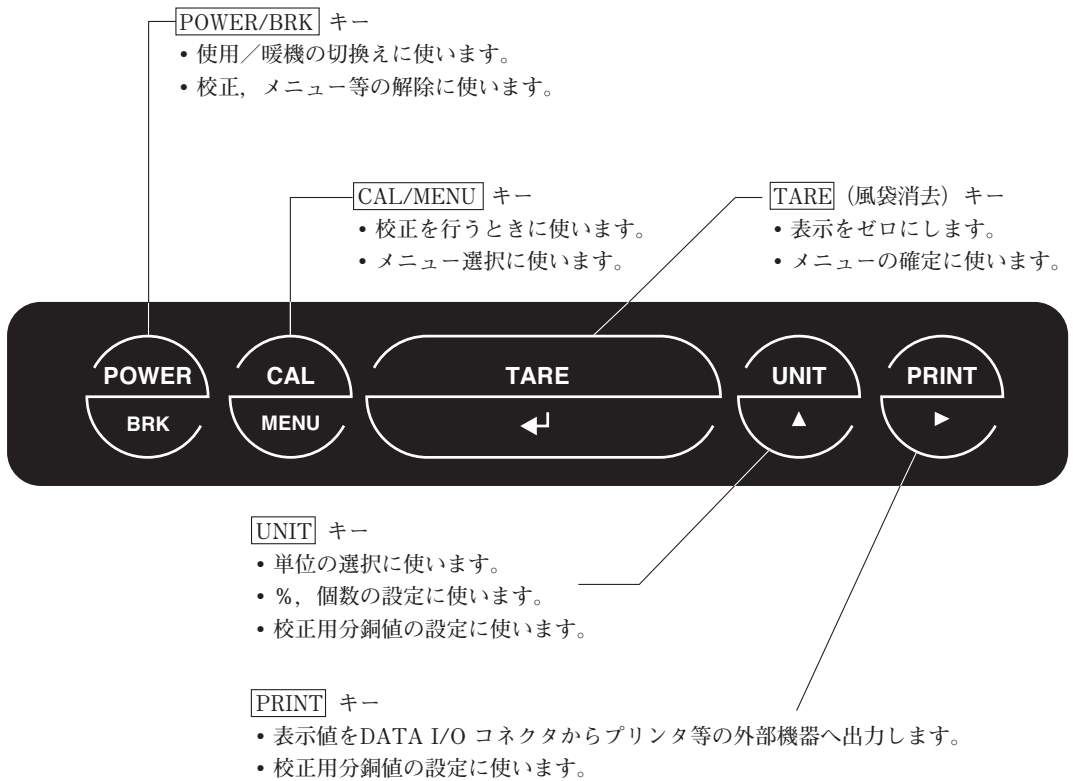 POWER/BRK キー
• 使用／暖機の切換えに使います。
• 校正，メニュー等の解除に使います。
CAL/MENU キー
• 校正を行うときに使います。
• メニュー選択に使います。
TARE（風袋消去）キー
• 表示をゼロにします。
• メニューの確定に使います。
POWER
BRK
CAL
MENU
TARE
UNIT
PRINT
UNIT キー
• 単位の選択に使います。
• %，個数の設定に使います。
• 校正用分銅値の設定に使います。
PRINT キー
• 表示値をDATA I/O コネクタからプリンタ等の外部機器へ出力します。
• 校正用分銅値の設定に使います。